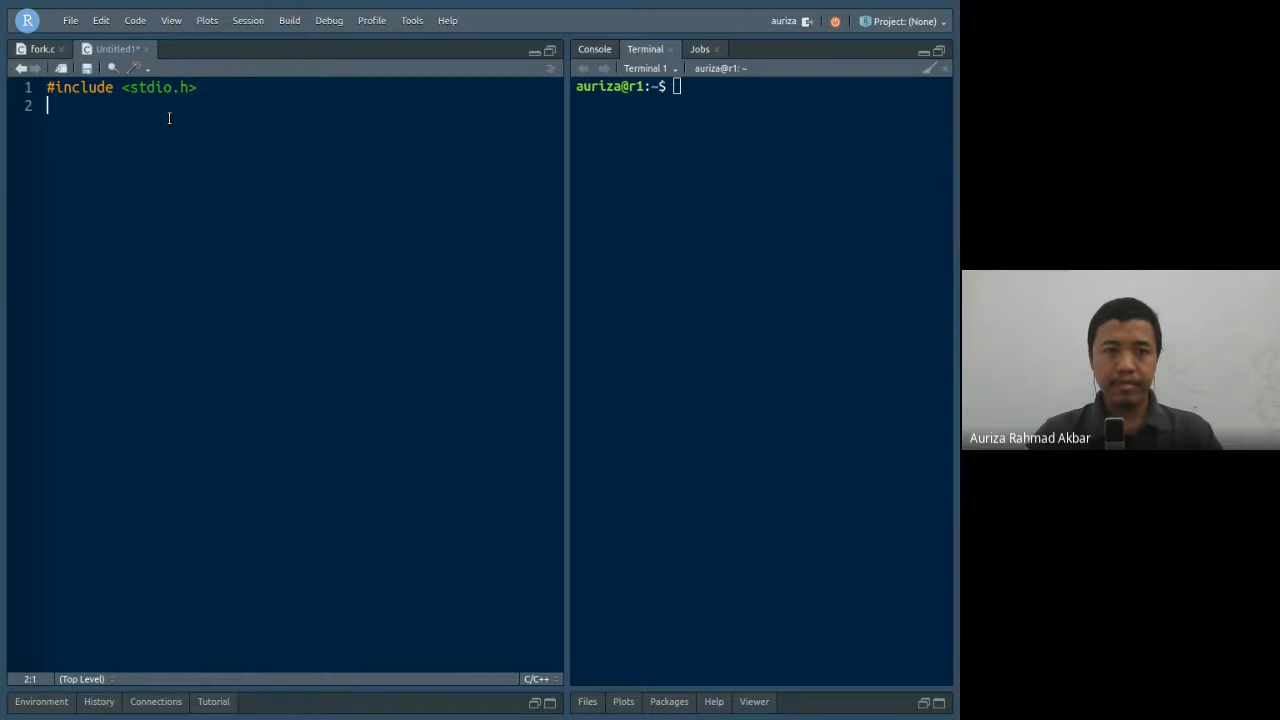 R File Edit Code View Plots Session Build Debug Profile Tools Help auriza Project: (None)
fork.c Untitled1*
Console Terminal Jobs
Terminal 1 auriza@r1: ~
1 #include <stdio.h>
2
auriza@r1:~$
Auriza Rahmad Akbar
2:1 (Top Level) C/C++
Environment History Connections Tutorial
Files Plots Packages Help Viewer